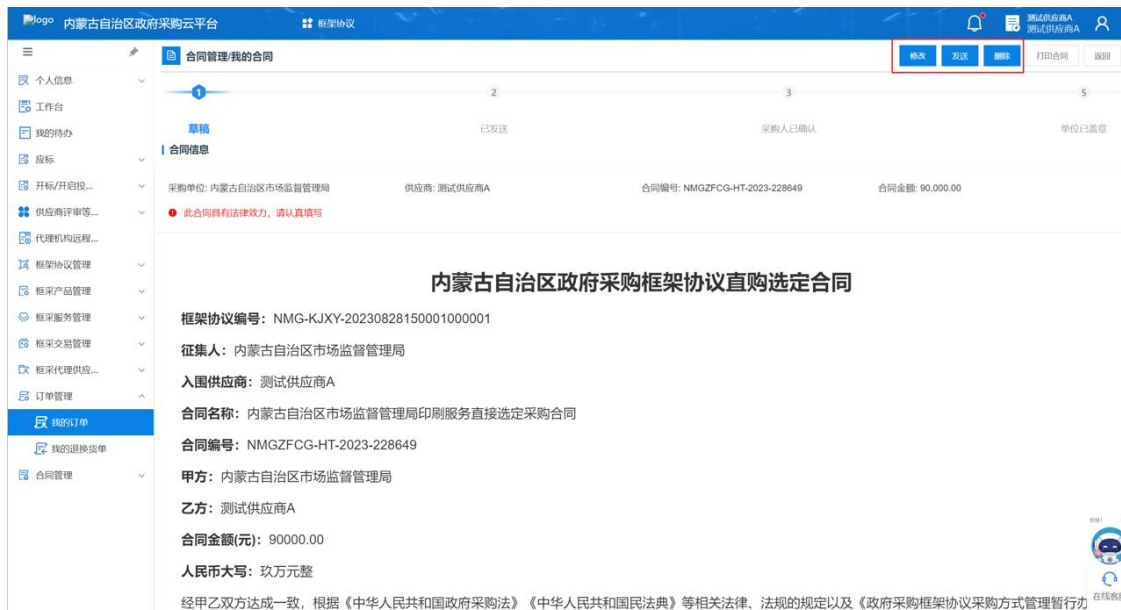 logo 内蒙古自治区政府采购云平台 框架协议 测试供应商A
测试供应商A
合同管理/我的合同 修改 发送 删除 打印合同 返回
个人信息
工作台
我的待办
应标
开标/开启投...
供应商评审等...
代理机构远程...
框架协议管理
框采产品管理
框采服务管理
框采交易管理
框采代理供应...
订单管理
我的订单
我的退换货单
合同管理
1 2 3 5
草稿 已发送 采购人已确认 单位已盖章
合同信息
采购单位: 内蒙古自治区市场监督管理局 供应商: 测试供应商A 合同编号: NMGZFCG-HT-2023-228649 合同金额: 90,000.00
此合同具有法律效力，请认真填写
内蒙古自治区政府采购框架协议直购选定合同
框架协议编号：NMG-KJXY-20230828150001000001
征集人：内蒙古自治区市场监督管理局
入围供应商：测试供应商A
合同名称：内蒙古自治区市场监督管理局印刷服务直接选定采购合同
合同编号：NMGZFCG-HT-2023-228649
甲方：内蒙古自治区市场监督管理局
乙方：测试供应商A
合同金额(元)：90000.00
人民币大写：玖万元整
经甲乙双方达成一致，根据《中华人民共和国政府采购法》《中华人民共和国民法典》等相关法律、法规的规定以及《政府采购框架协议采购方式管理暂行办
你好!
在线客服